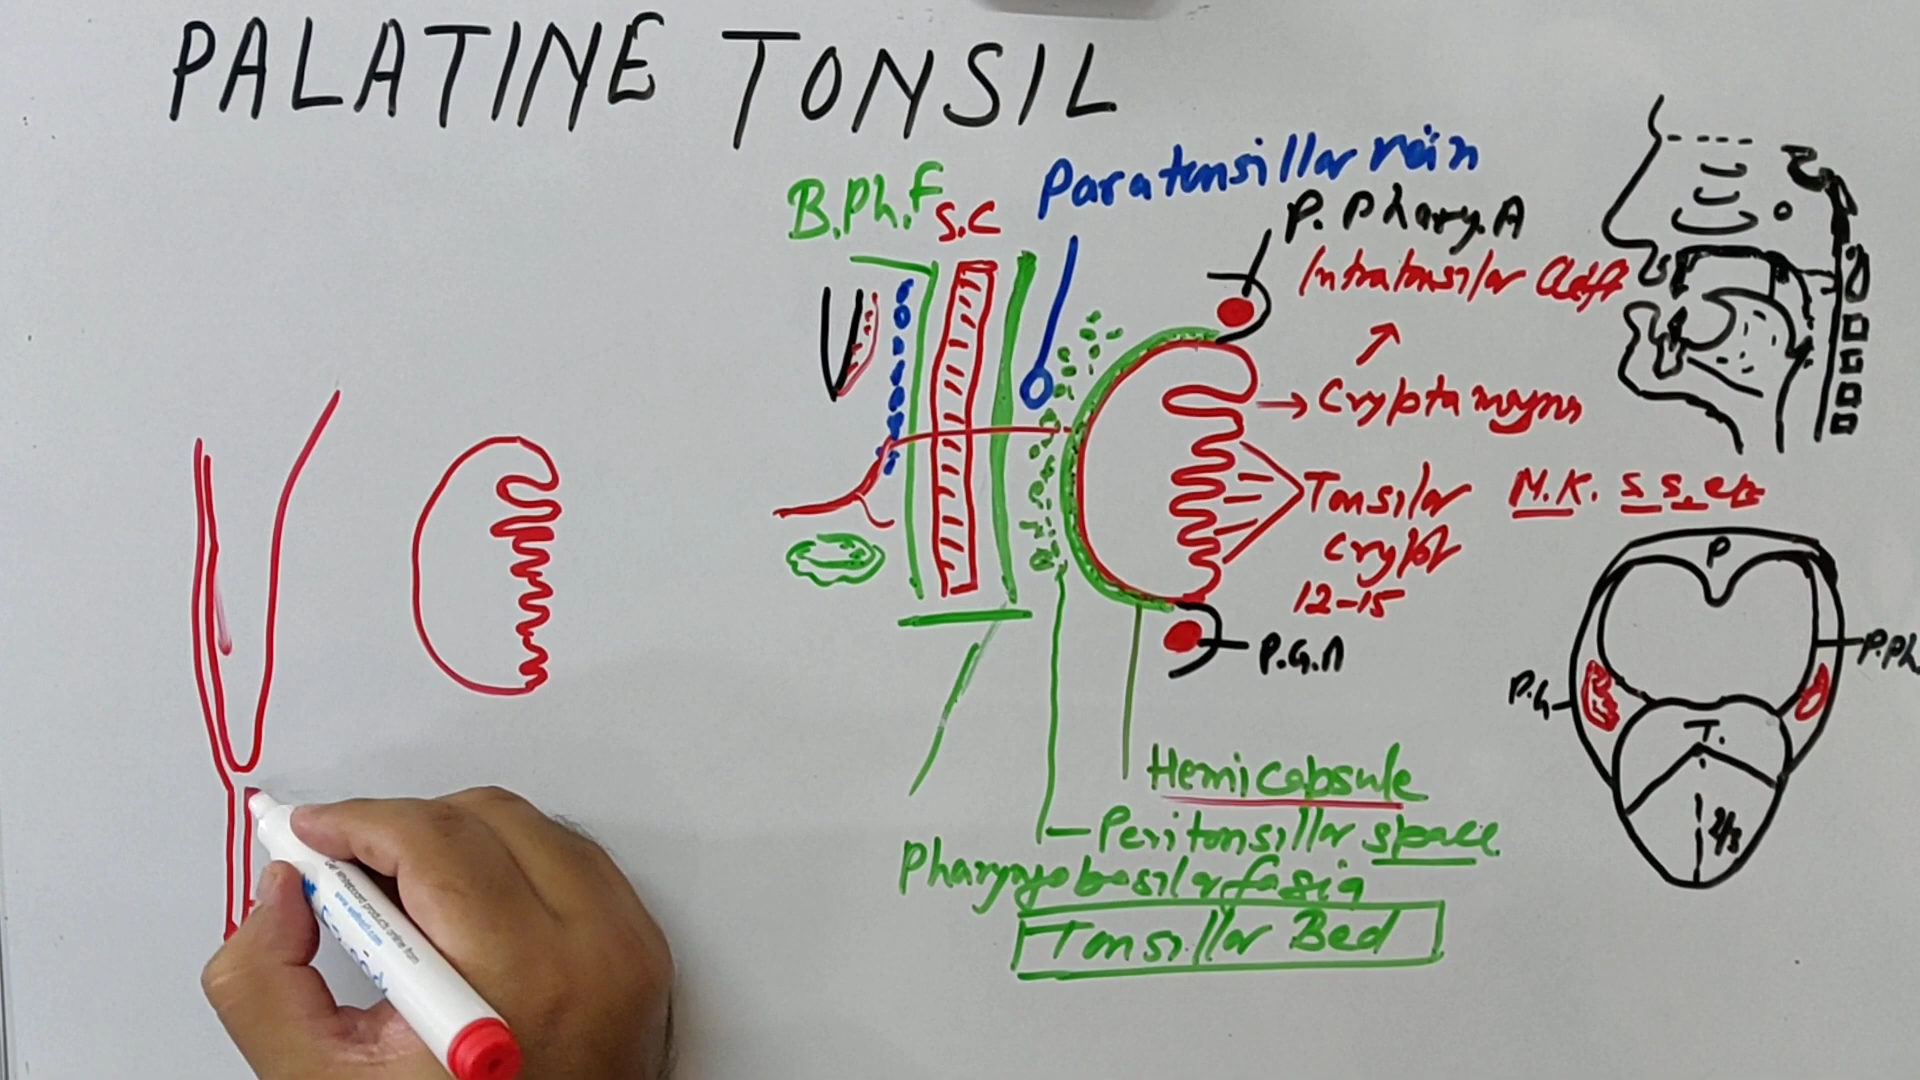 PALATINE TONSIL
B.Ph.F
S.C
Paratonsillar vein
P. Phary. A
Intratonsilar Cleft
Crypta magna
Tonsilar
crypt
12-15
N.K. S S. etc
P.G.A
Hemicapsule
Peritonsillar space
Pharyngobasilar fasia
Tonsillar Bed
P
P.Ph
P.G
T.
2/3